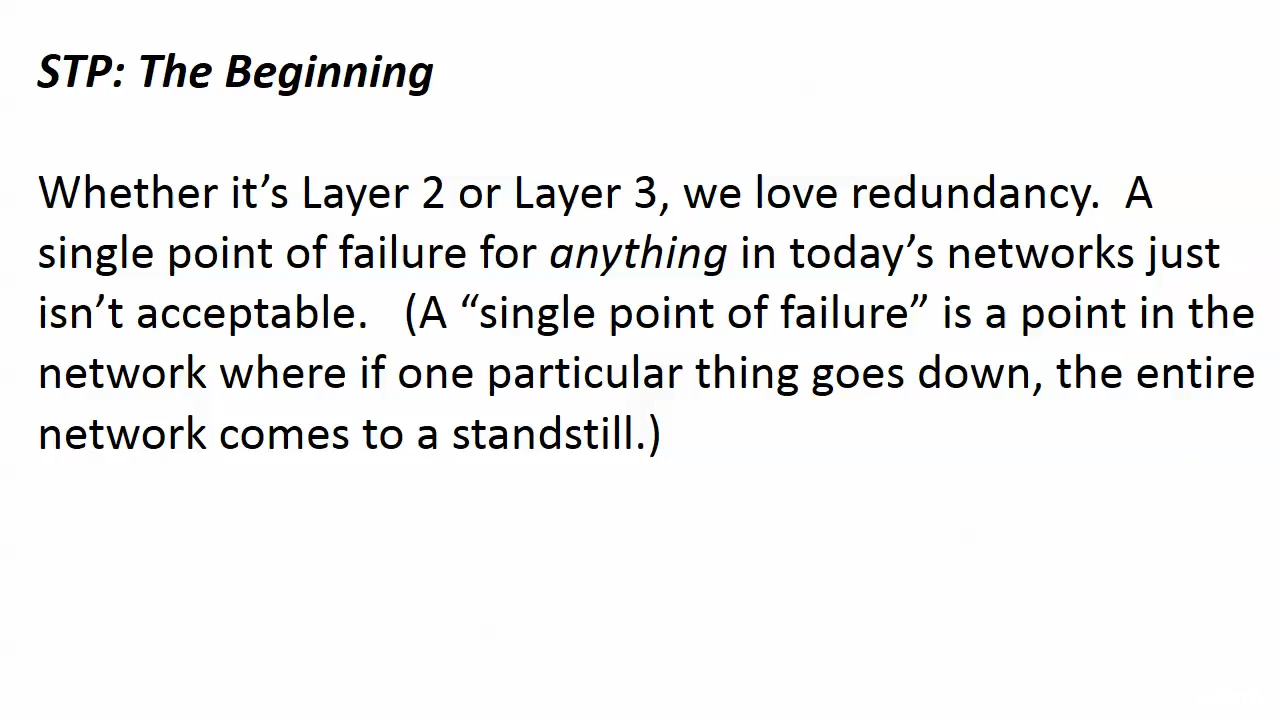 STP: The Beginning
Whether it’s Layer 2 or Layer 3, we love redundancy.  A
single point of failure for anything in today’s networks just
isn’t acceptable.   (A “single point of failure” is a point in the
network where if one particular thing goes down, the entire
network comes to a standstill.)